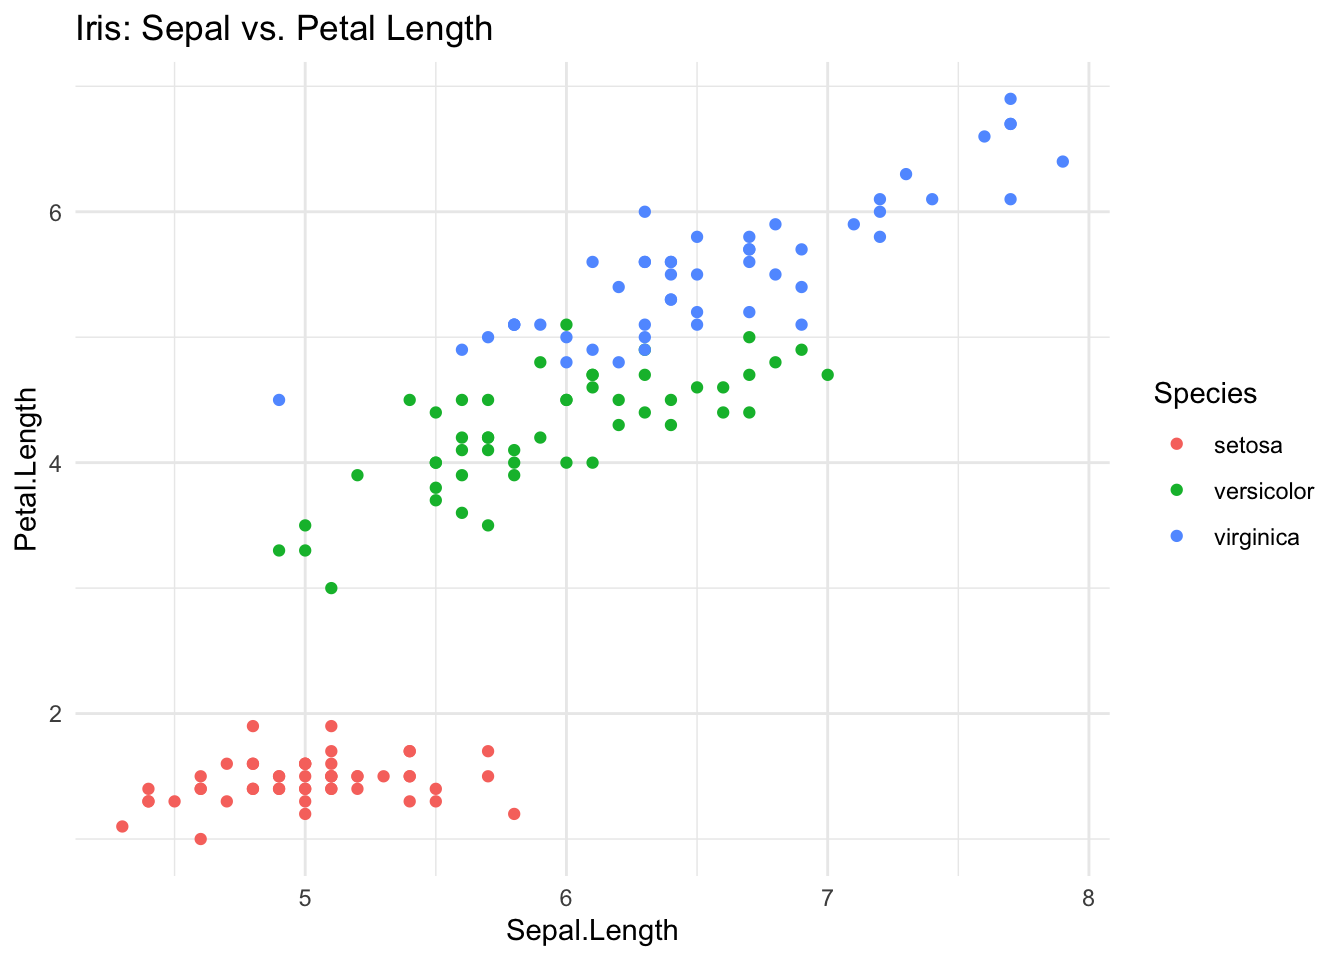 Iris: Sepal vs. Petal Length
6
4
2
Petal.Length
5 6 7 8
Sepal.Length
Species
setosa
versicolor
virginica